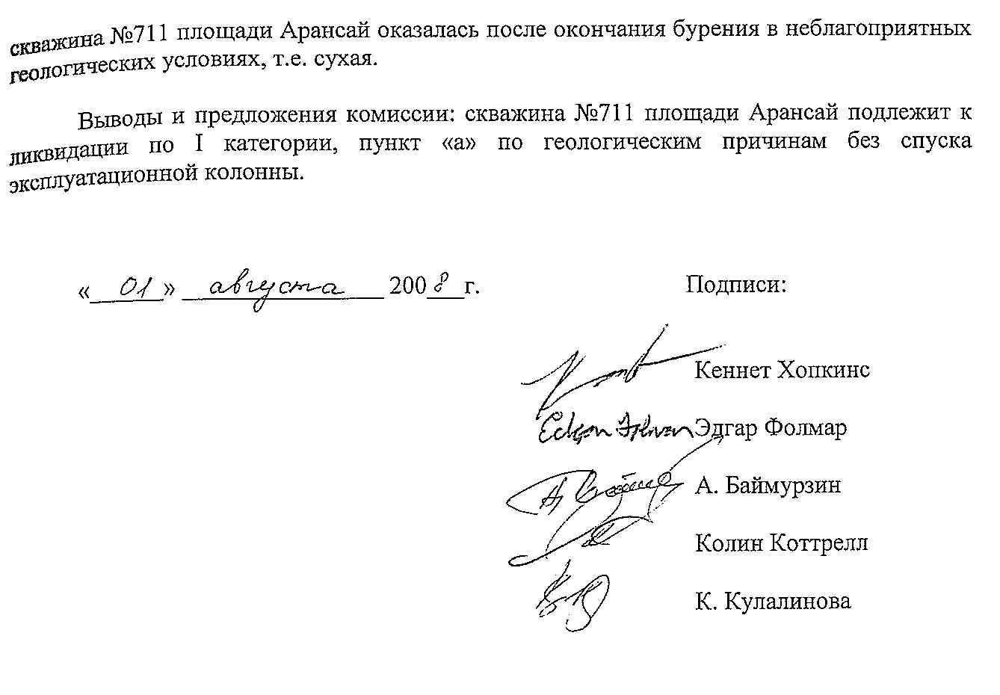 скважина №711 площади Арансай оказалась после окончания бурения в неблагоприятных
геологических условиях, т.е. сухая.
Выводы и предложения комиссии: скважина №711 площади Арансай подлежит к
ликвидации по I категории, пункт «а» по геологическим причинам без спуска
эксплуатационной колонны.
«01» августа 2008 г. Подписи:
Кеннет Хопкинс
Эдгар Фолмар
А. Баймурзин
Колин Коттрелл
К. Кулалинова